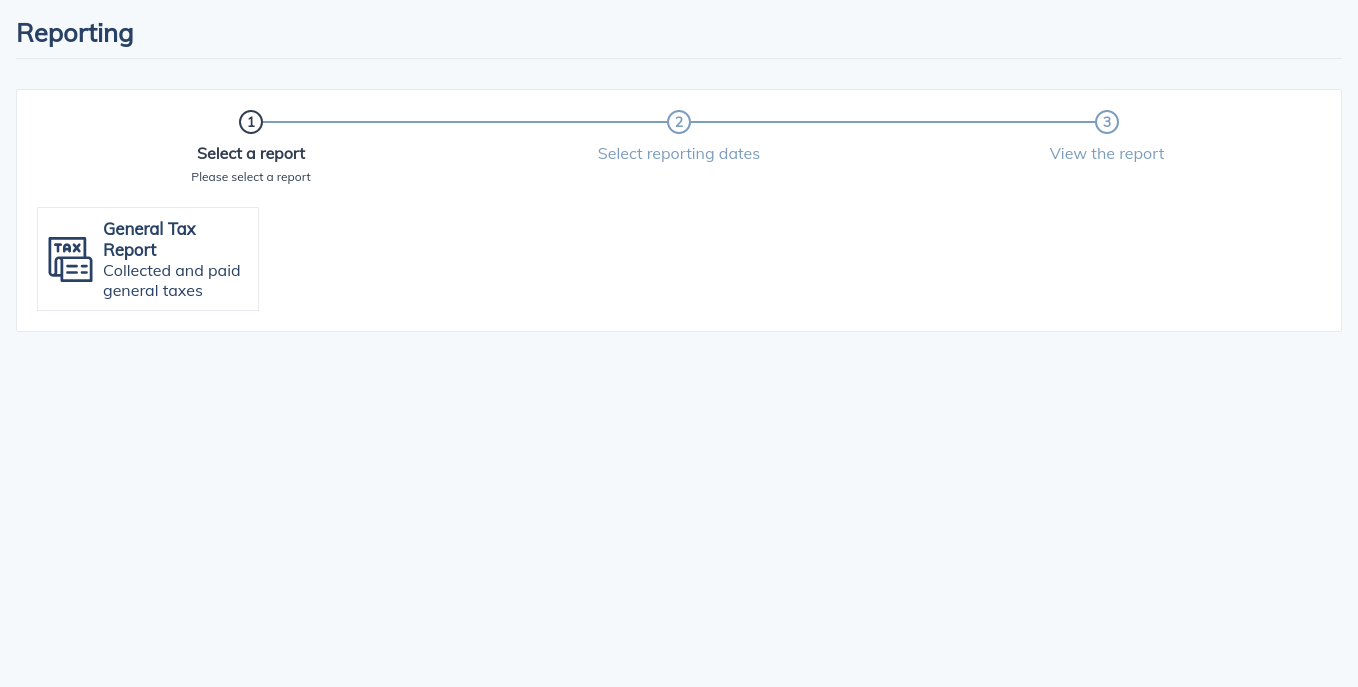 Reporting
1
2
3
Select a report
Select reporting dates
View the report
Please select a report
TAX
General Tax
Report
Collected and paid
general taxes